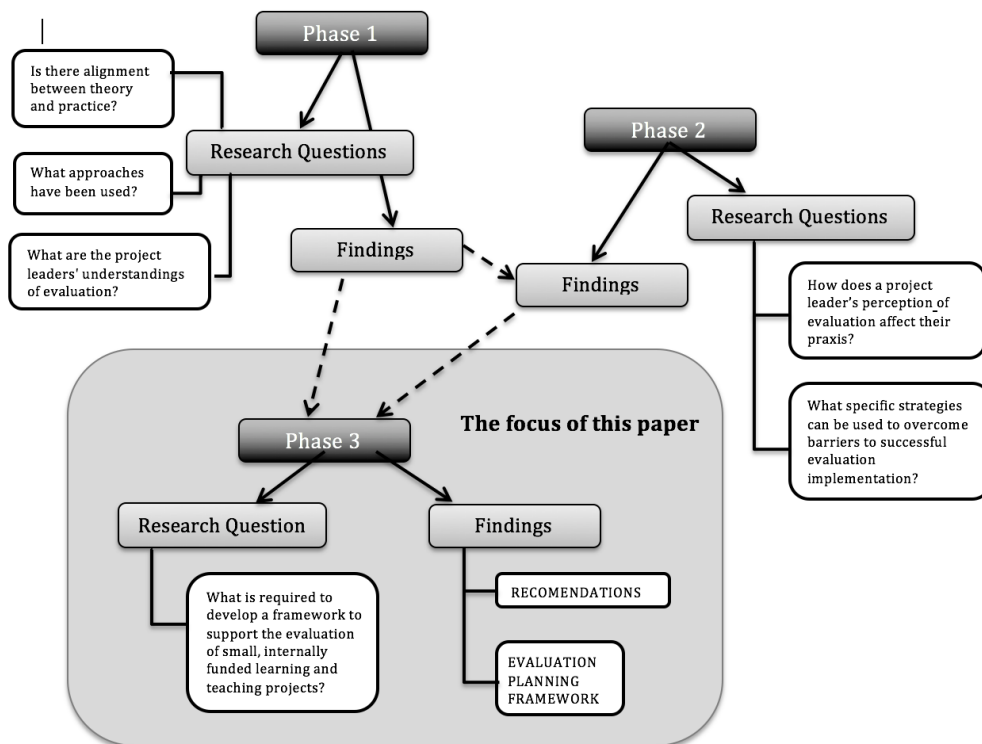 Phase 1
Is there alignment
between theory
and practice?
Research Questions
What approaches
have been used?
What are the project
leaders' understandings
of evaluation?
Findings
Phase 2
Research Questions
Findings
How does a project
leader's perception of
evaluation affect their
praxis?
What specific strategies
can be used to overcome
barriers to successful
evaluation
implementation?
The focus of this paper
Phase 3
Research Question
What is required to
develop a framework to
support the evaluation
of small, internally
funded learning and
teaching projects?
Findings
RECOMENDATIONS
EVALUATION
PLANNING
FRAMEWORK